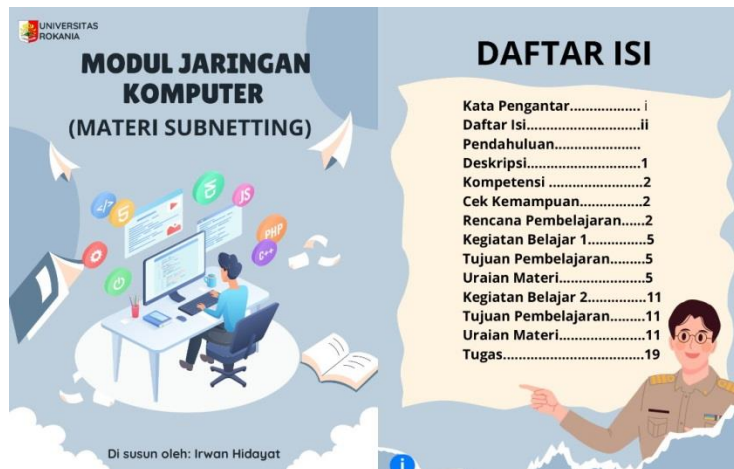 UNIVERSITAS
ROKANIA
MODUL JARINGAN
KOMPUTER
(MATERI SUBNETTING)
</>
5
JS
PHP
C++
Di susun oleh: Irwan Hidayat
DAFTAR ISI
Kata Pengantar................. i
Daftar Isi...........................ii
Pendahuluan....................
Deskripsi...........................1
Kompetensi .......................2
Cek Kemampuan...............2
Rencana Pembelajaran......2
Kegiatan Belajar 1..............5
Tujuan Pembelajaran.........5
Uraian Materi.....................5
Kegiatan Belajar 2..............11
Tujuan Pembelajaran.........11
Uraian Materi.....................11
Tugas..................................19
i